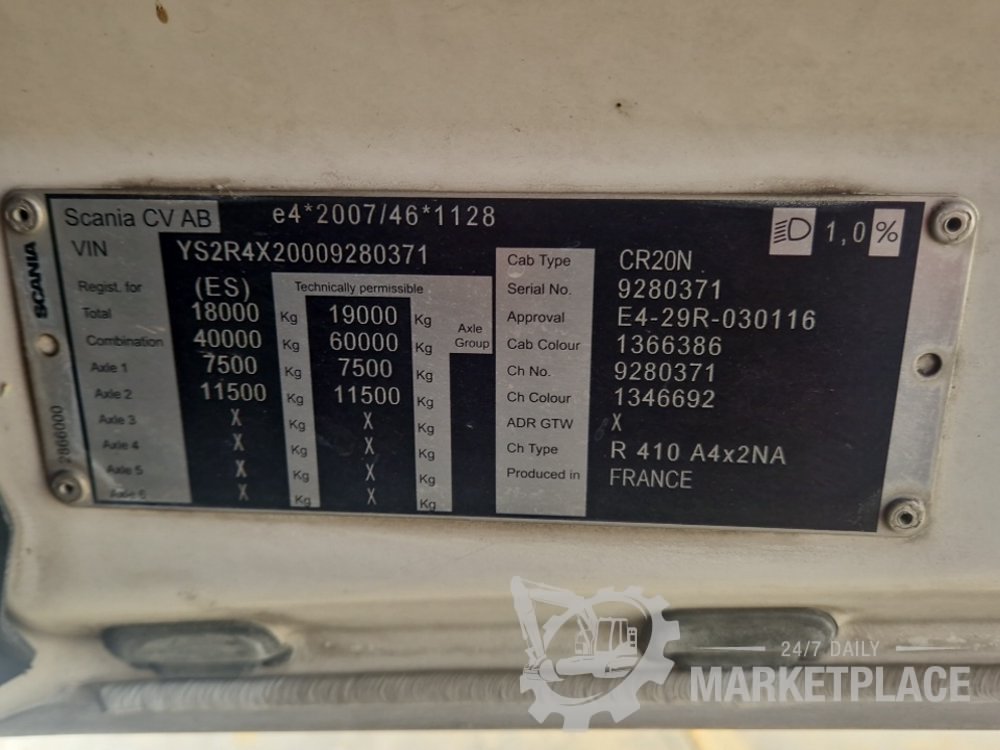 Scania CV AB e4*2007/46*1128 1,0 %
VIN YS2R4X20009280371
SCANIA
2866000
Regist. for (ES) Technically permissible
Total 18000 Kg 19000 Kg Axle Group
Combination 40000 Kg 60000 Kg
Axle 1 7500 Kg 7500 Kg
Axle 2 11500 Kg 11500 Kg
Axle 3 X Kg X Kg
Axle 4 X Kg X Kg
Axle 5 X Kg X Kg
Axle 6 X Kg X Kg
Cab Type CR20N
Serial No. 9280371
Approval E4-29R-030116
Cab Colour 1366386
Ch No. 9280371
Ch Colour 1346692
ADR GTW X
Ch Type R 410 A4x2NA
Produced in FRANCE
24/7 DAILY
MARKETPLACE